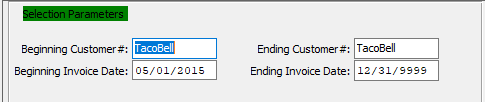 Selection Parameters
Beginning Customer#: TacoBell Ending Customer#: TacoBell
Beginning Invoice Date: 05/01/2015 Ending Invoice Date: 12/31/9999